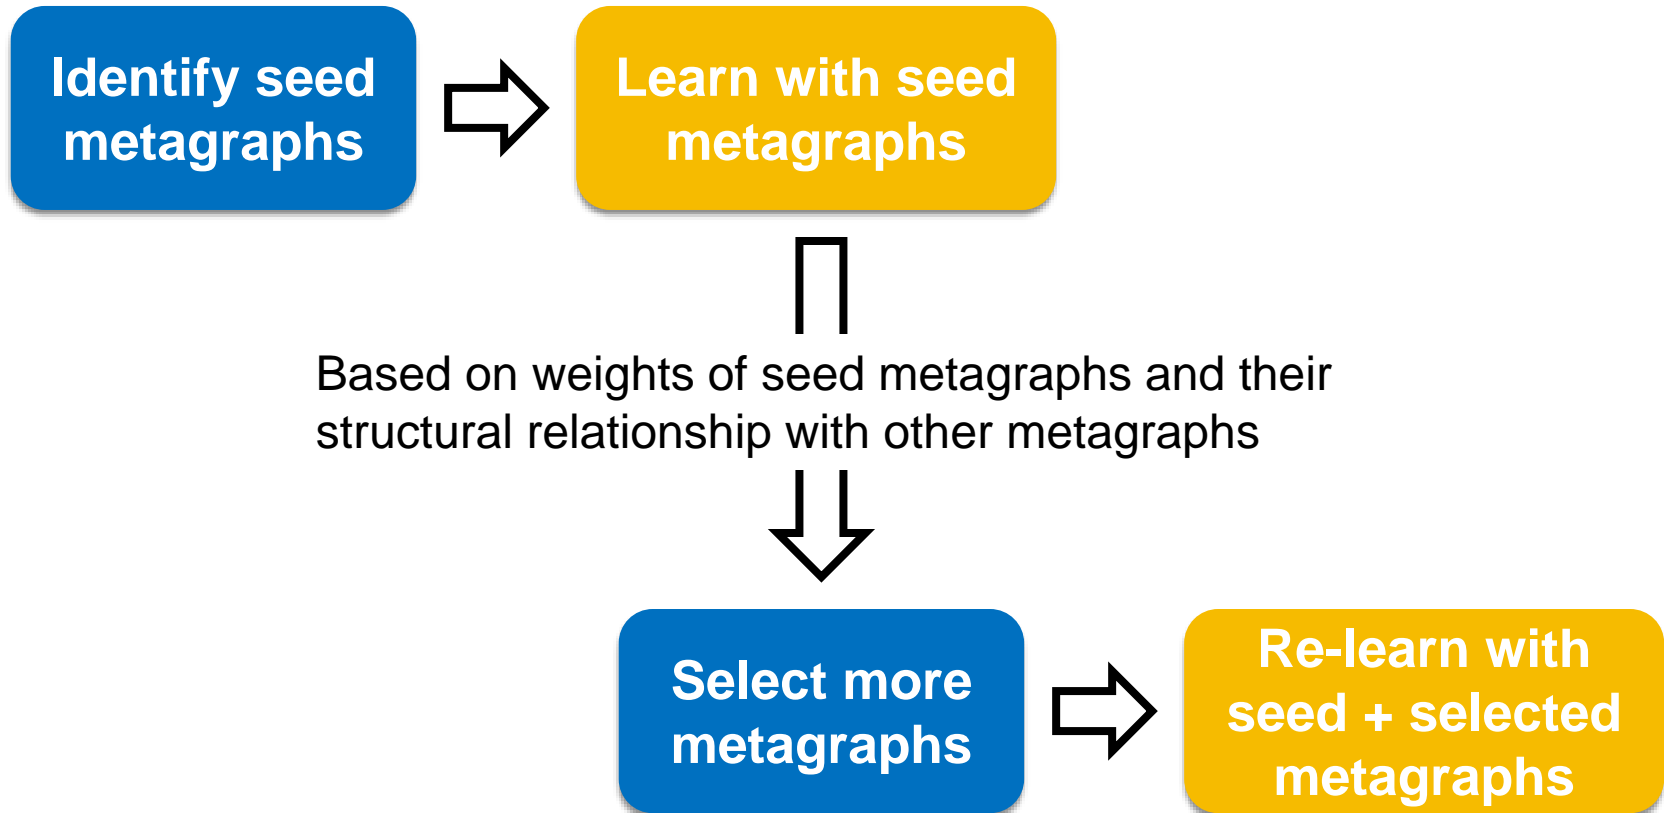 Identify seed
metagraphs
Learn with seed
metagraphs
Based on weights of seed metagraphs and their
structural relationship with other metagraphs
Select more
metagraphs
Re-learn with
seed + selected
metagraphs